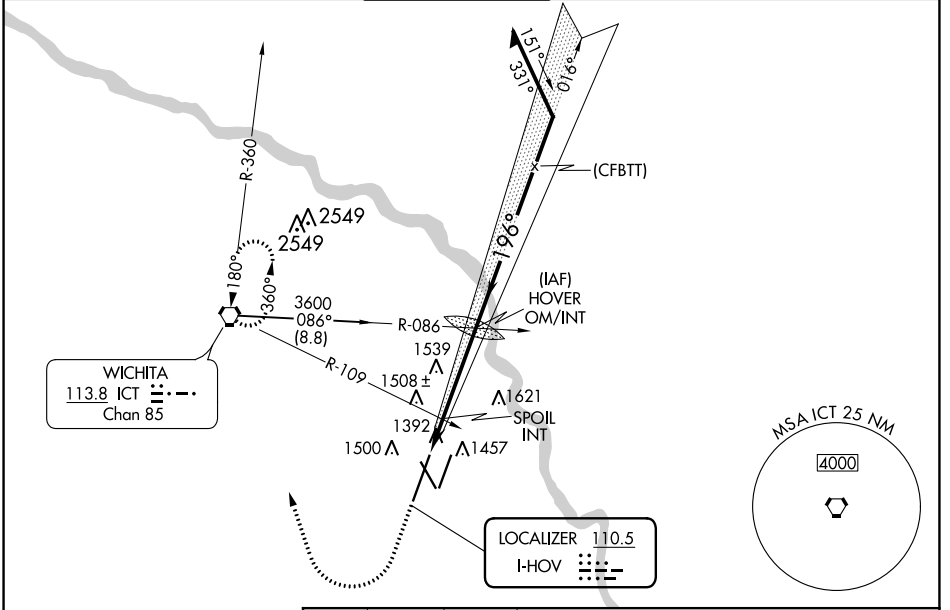 151°
331°
016°
(CFBTT)
R-360
2549
2549
196°
180°
360°
(IAF)
HOVER
OM/INT
3600
086°
(8.8)
R-086
R-109
1539
1508 ±
1621
SPOIL
INT
1392
1500
1457
WICHITA
113.8 ICT
Chan 85
MSA ICT 25 NM
4000
LOCALIZER 110.5
I-HOV